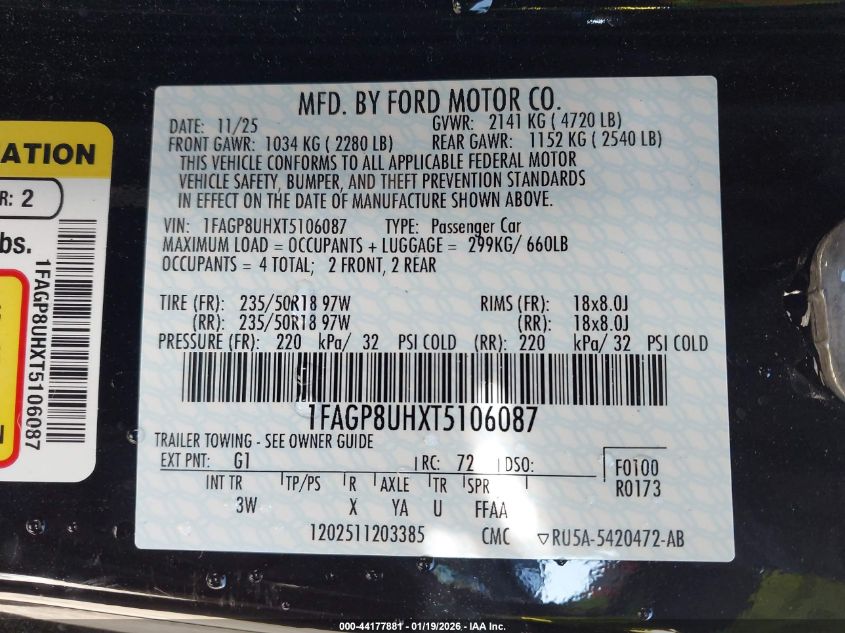 MFD. BY FORD MOTOR CO.
DATE: 11/25 GVWR: 2141 KG ( 4720 LB)
FRONT GAWR: 1034 KG ( 2280 LB) REAR GAWR: 1152 KG ( 2540 LB)
THIS VEHICLE CONFORMS TO ALL APPLICABLE FEDERAL MOTOR
VEHICLE SAFETY, BUMPER, AND THEFT PREVENTION STANDARDS
IN EFFECT ON THE DATE OF MANUFACTURE SHOWN ABOVE.
VIN: 1FAGP8UHXT5106087 TYPE: Passenger Car
MAXIMUM LOAD = OCCUPANTS + LUGGAGE = 299KG/ 660LB
OCCUPANTS = 4 TOTAL; 2 FRONT, 2 REAR
TIRE (FR): 235/50R18 97W RIMS (FR): 18x8.0J
(RR): 235/50R18 97W (RR): 18x8.0J
PRESSURE (FR): 220 kPa/ 32 PSI COLD (RR): 220 kPa/ 32 PSI COLD
1FAGP8UHXT5106087
TRAILER TOWING - SEE OWNER GUIDE
EXT PNT: G1 RC: 72 DSO: F0100
INT TR TP/PS R AXLE TR SPR R0173
3W X YA U FFAA
1202511203385 CMC RU5A-5420472-AB
ATION
R: 2
bs.
1FAGP8UHXT5106087
N
000-44177881 - 01/19/2026 - IAA Inc.